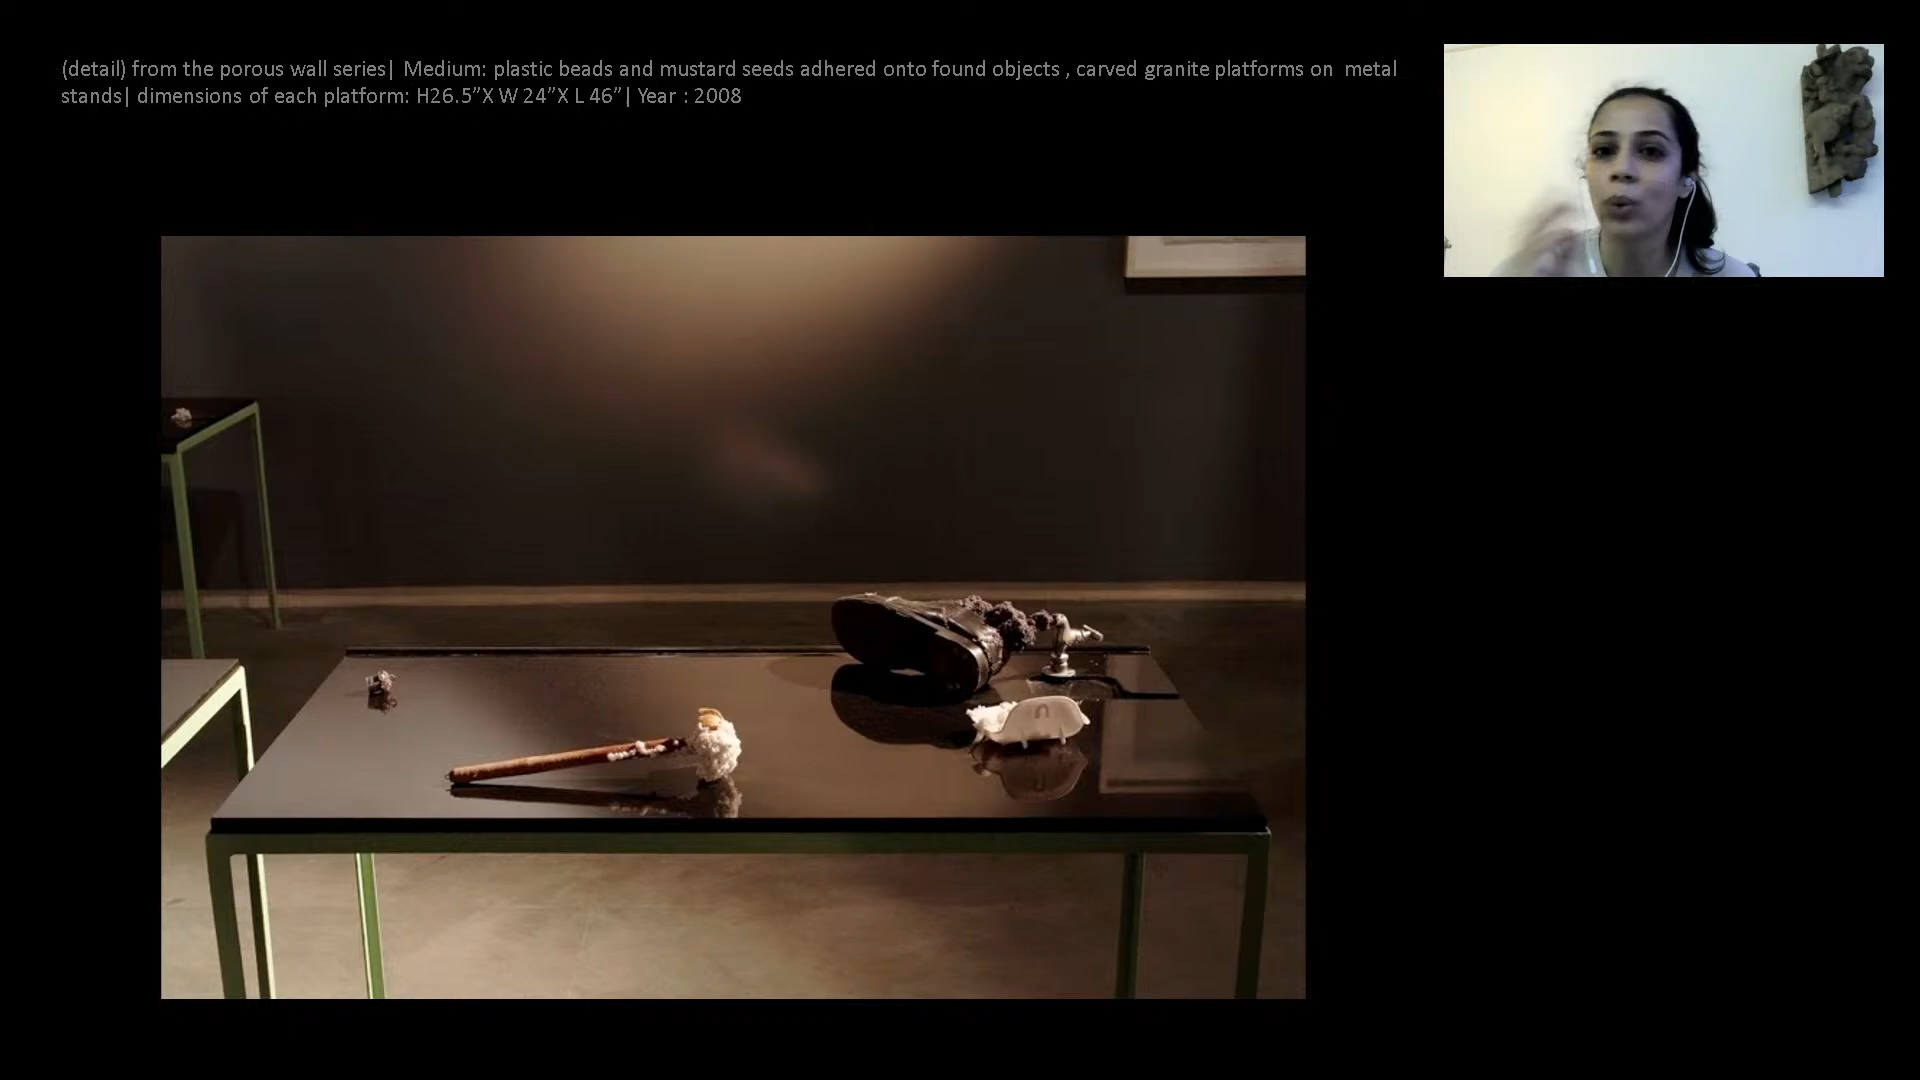 (detail) from the porous wall series| Medium: plastic beads and mustard seeds adhered onto found objects , carved granite platforms on metal
stands| dimensions of each platform: H26.5”X W 24”X L 46”| Year : 2008